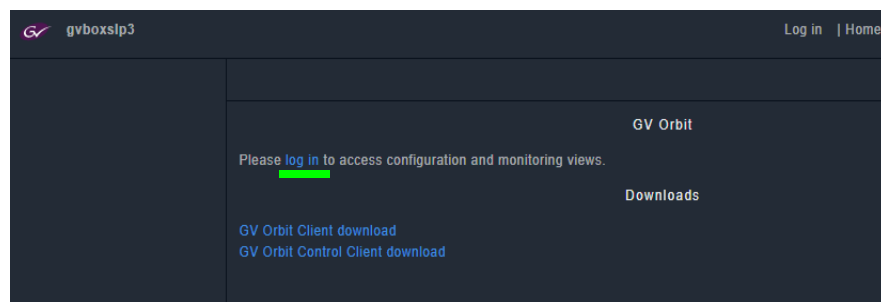 GV gvboxslp3
Log in | Home
GV Orbit
Please log in to access configuration and monitoring views.
Downloads
GV Orbit Client download
GV Orbit Control Client download